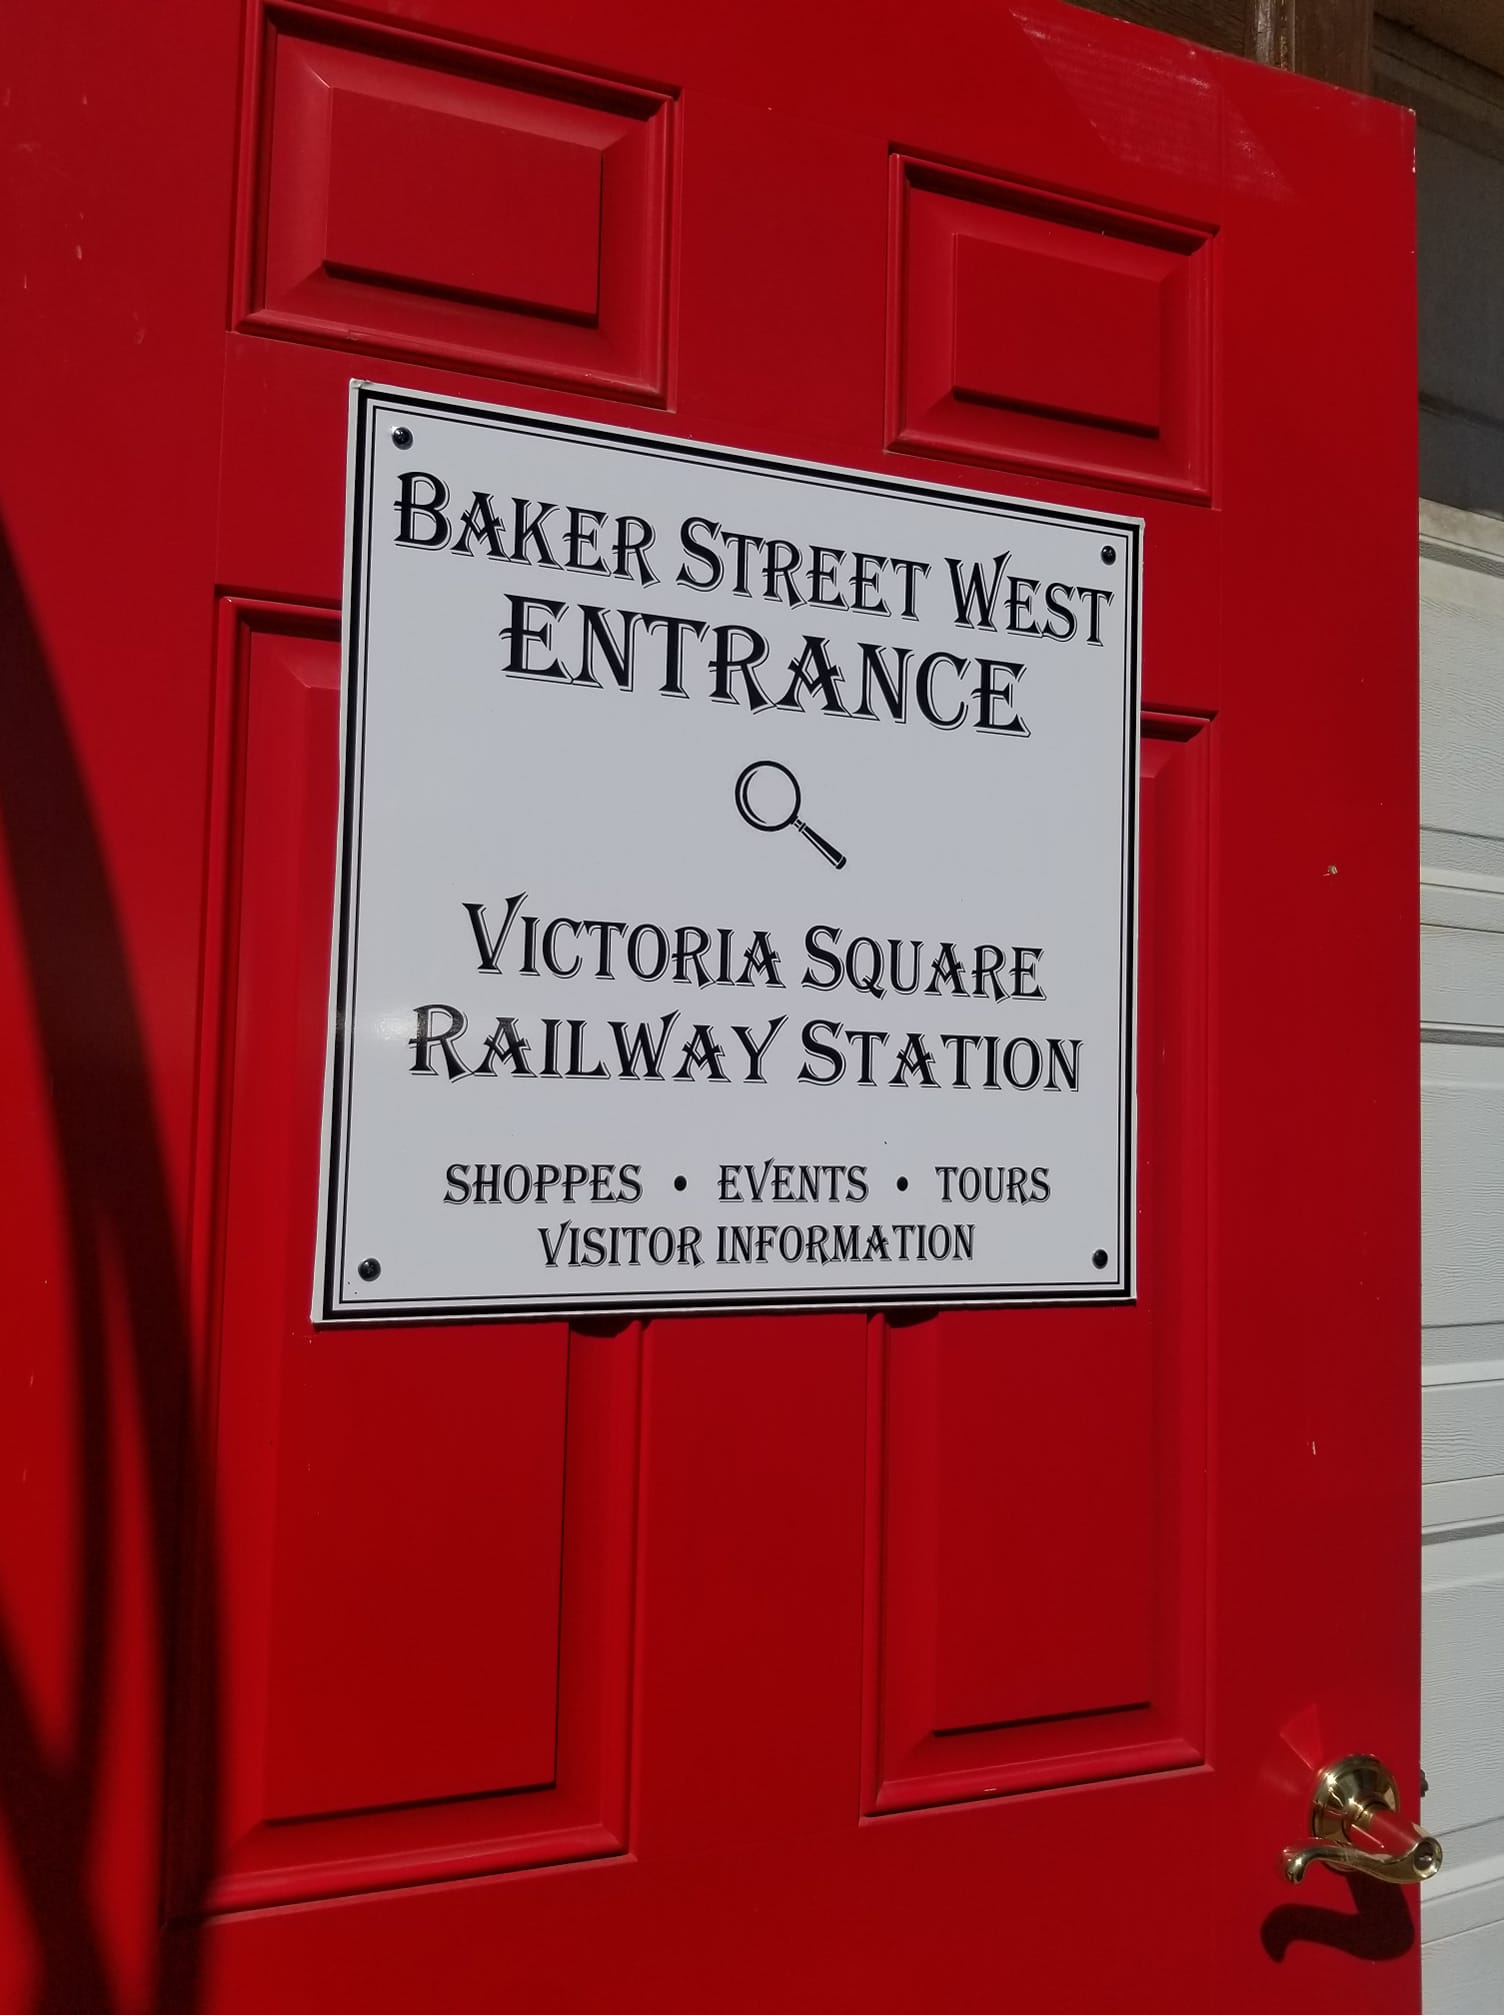 BAKER STREET WEST
ENTRANCE
VICTORIA SQUARE
RAILWAY STATION
SHOPPES • EVENTS • TOURS
VISITOR INFORMATION